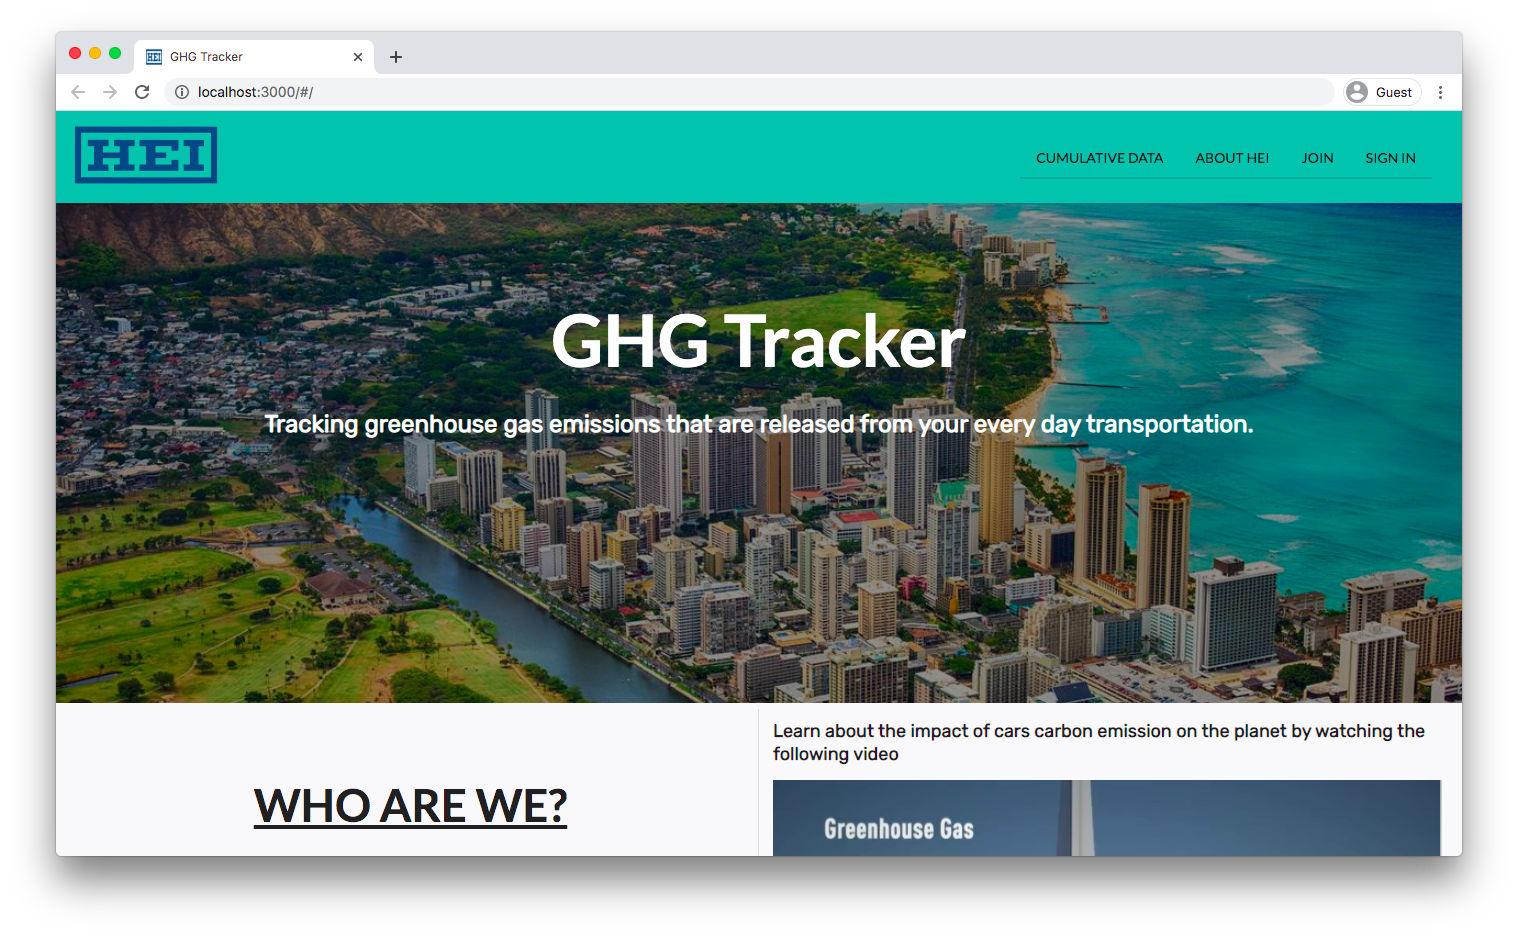 HEI GHG Tracker
localhost:3000/#/
Guest
HEI
CUMULATIVE DATA ABOUT HEI JOIN SIGN IN
GHG Tracker
Tracking greenhouse gas emissions that are released from your every day transportation.
WHO ARE WE?
Learn about the impact of cars carbon emission on the planet by watching the
following video
Greenhouse Gas